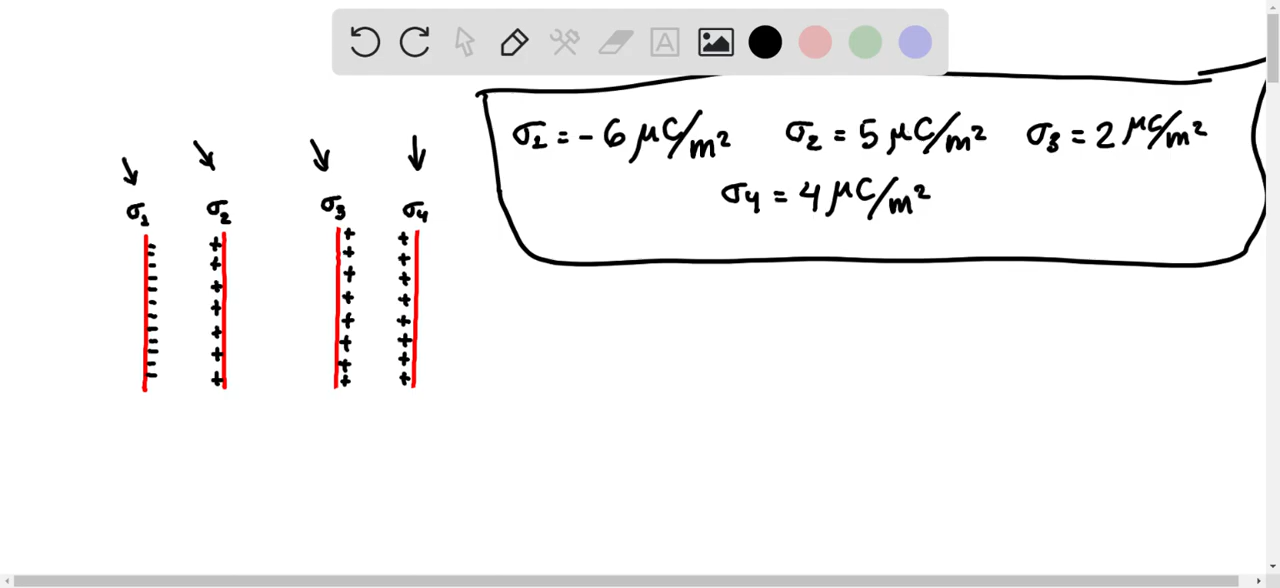 σ1 = - 6 μC/m² σ2 = 5 μC/m² σ3 = 2 μC/m²
σ4 = 4 μC/m²
σ1 σ2 σ3 σ4